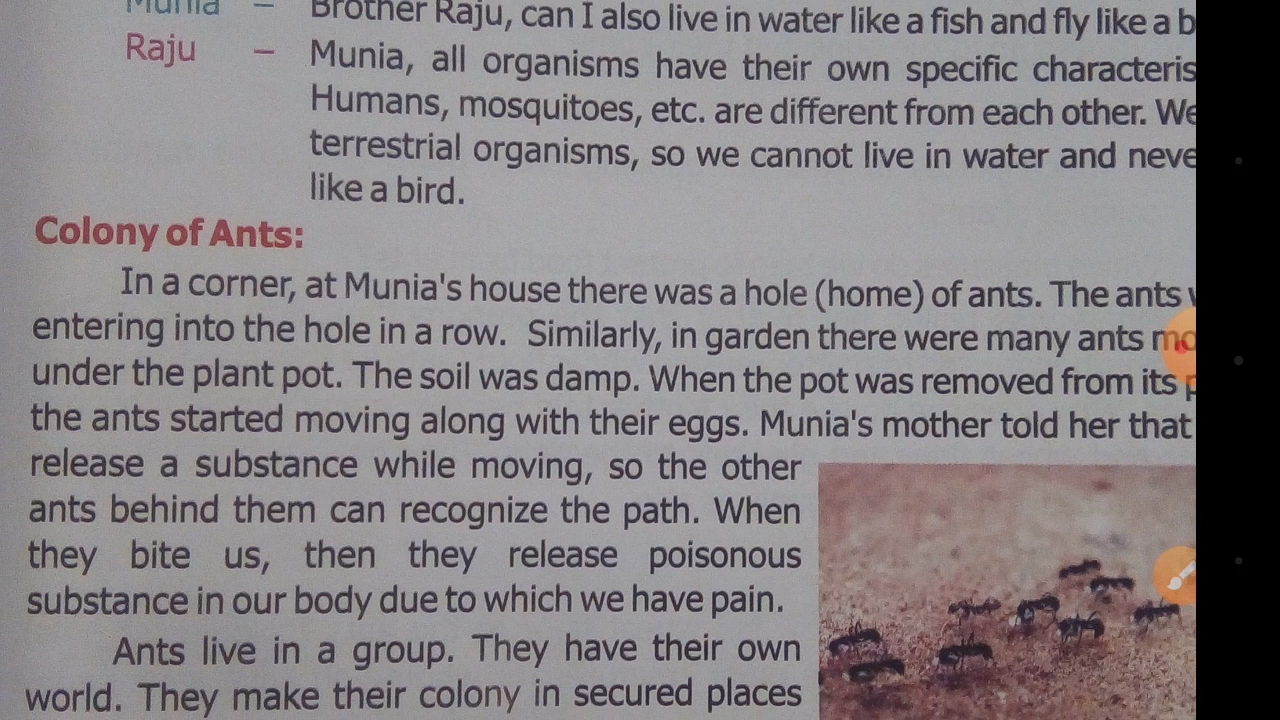 Munia – Brother Raju, can I also live in water like a fish and fly like a b
Raju – Munia, all organisms have their own specific characteris
Humans, mosquitoes, etc. are different from each other. We
terrestrial organisms, so we cannot live in water and neve
like a bird.
Colony of Ants:
In a corner, at Munia's house there was a hole (home) of ants. The ants
entering into the hole in a row. Similarly, in garden there were many ants mo
under the plant pot. The soil was damp. When the pot was removed from its p
the ants started moving along with their eggs. Munia's mother told her that
release a substance while moving, so the other
ants behind them can recognize the path. When
they bite us, then they release poisonous
substance in our body due to which we have pain.
Ants live in a group. They have their own
world. They make their colony in secured places